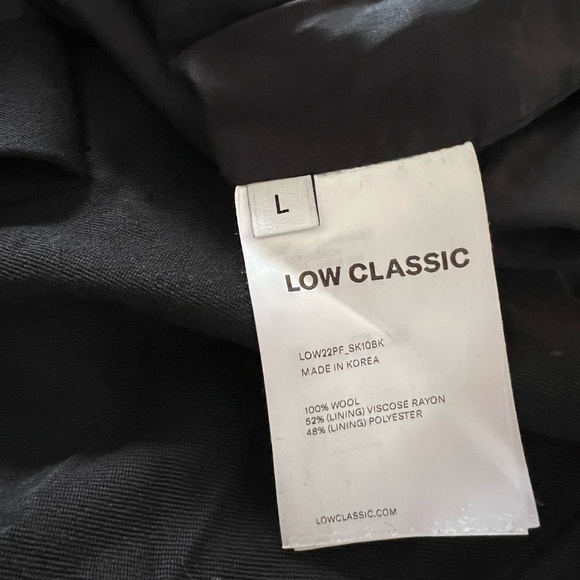 L
LOW CLASSIC
LOW22PF_SK10BK
MADE IN KOREA
100% WOOL
52% (LINING) VISCOSE RAYON
48% (LINING) POLYESTER
LOWCLASSIC.COM